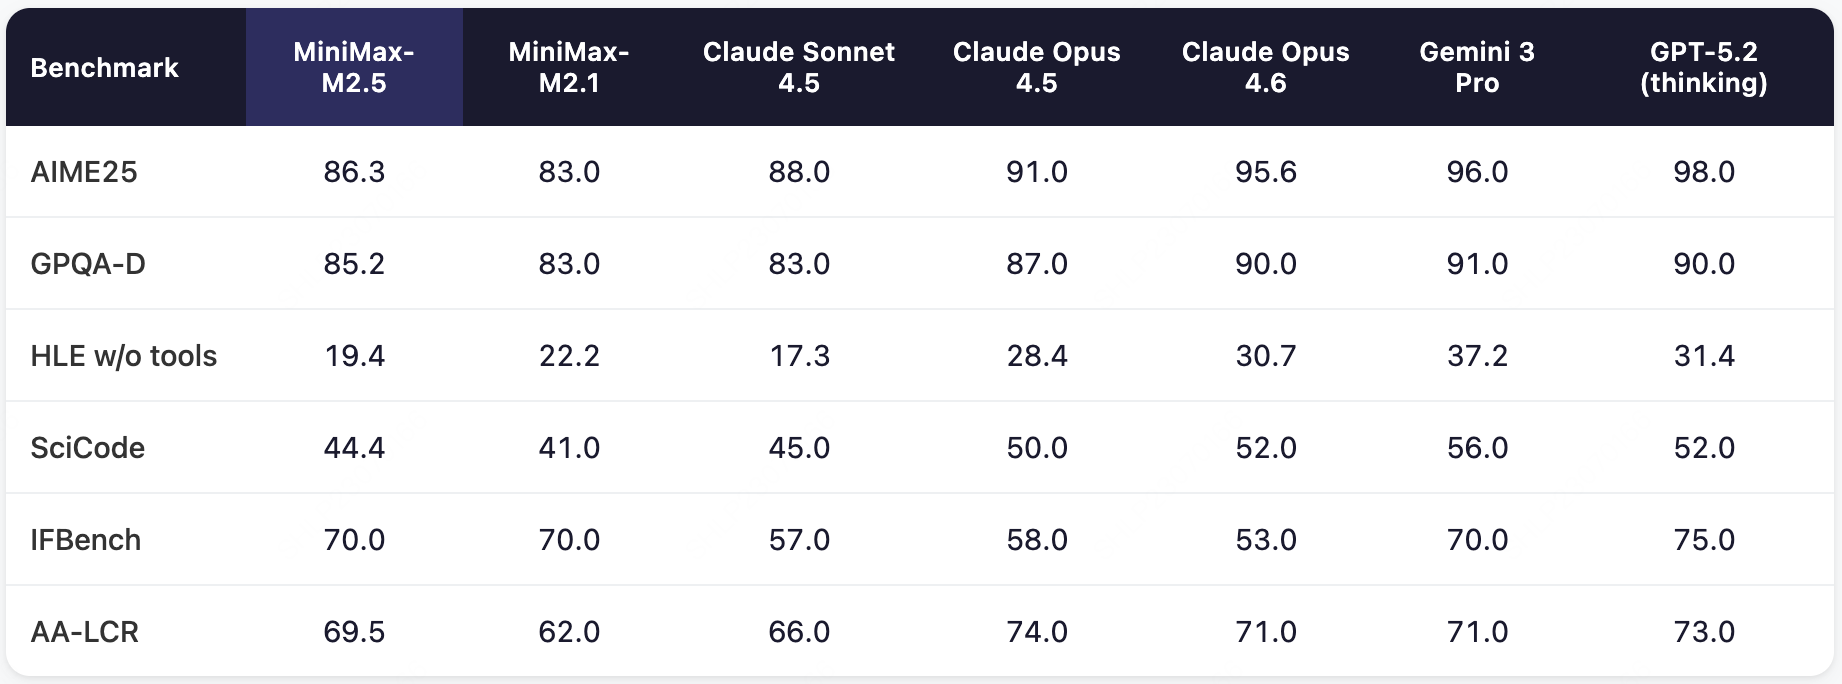 Benchmark MiniMax-M2.5 MiniMax-M2.1 Claude Sonnet 4.5 Claude Opus 4.5 Claude Opus 4.6 Gemini 3 Pro GPT-5.2 (thinking)
AIME25 86.3 83.0 88.0 91.0 95.6 96.0 98.0
GPQA-D 85.2 83.0 83.0 87.0 90.0 91.0 90.0
HLE w/o tools 19.4 22.2 17.3 28.4 30.7 37.2 31.4
SciCode 44.4 41.0 45.0 50.0 52.0 56.0 52.0
IFBench 70.0 70.0 57.0 58.0 53.0 70.0 75.0
AA-LCR 69.5 62.0 66.0 74.0 71.0 71.0 73.0